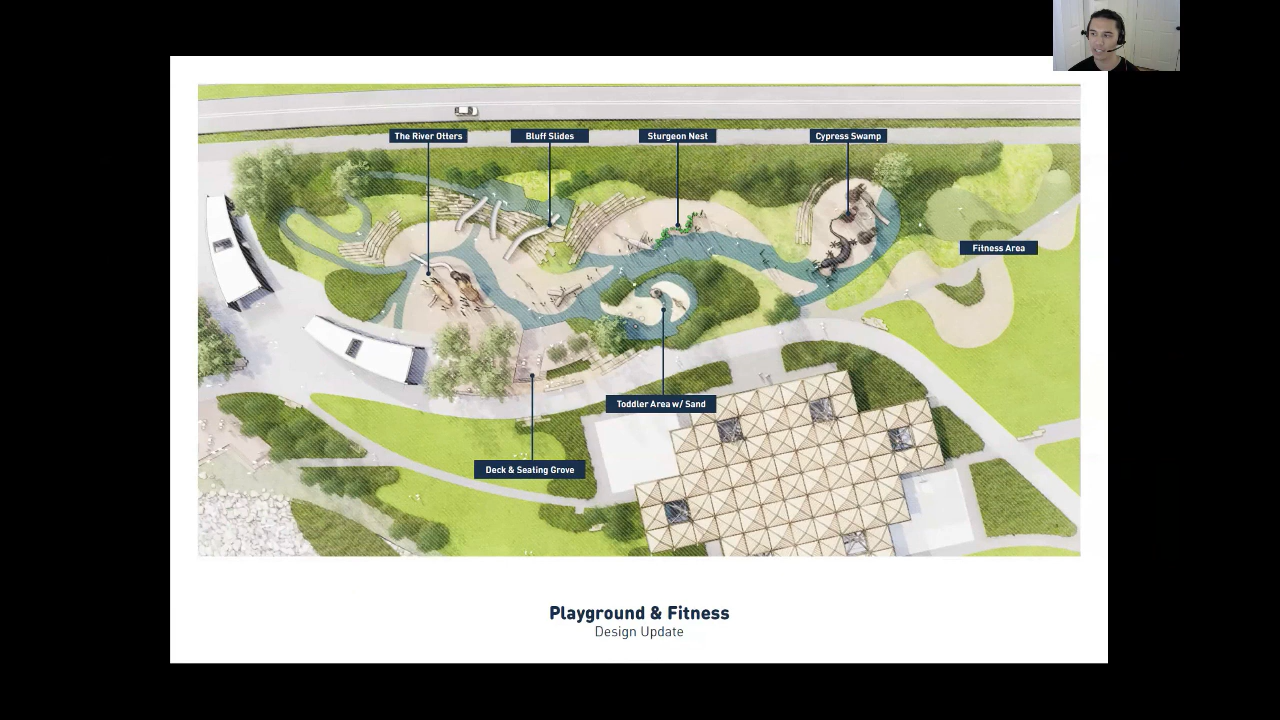 The River Otters
Bluff Slides
Sturgeon Nest
Cypress Swamp
Fitness Area
Toddler Area w/ Sand
Deck & Seating Grove
Playground & Fitness
Design Update